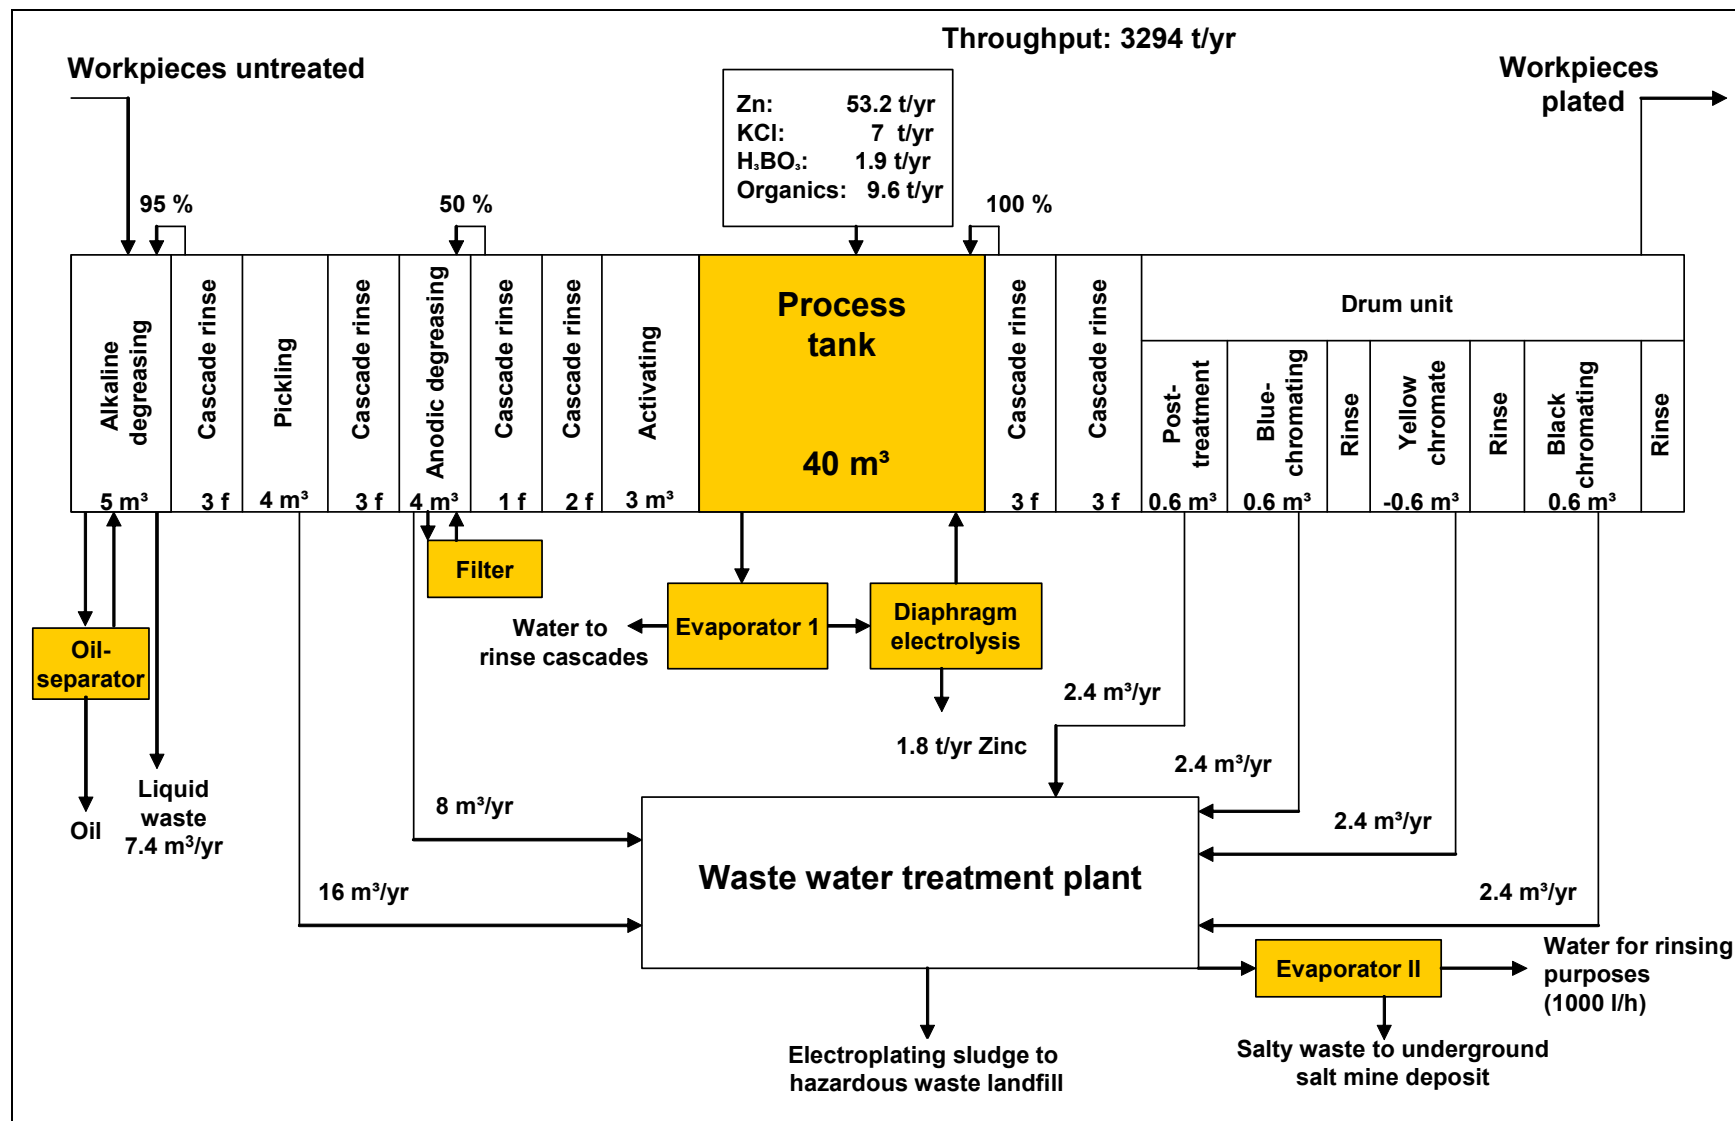 Throughput: 3294 t/yr
Workpieces untreated
Workpieces
plated
Zn: 53.2 t/yr
KCl: 7 t/yr
H₃BO₃: 1.9 t/yr
Organics: 9.6 t/yr
95 %
50 %
100 %
Alkaline
degreasing
5 m³
Cascade rinse
3 f
Pickling
4 m³
Cascade rinse
3 f
Anodic degreasing
4 m³
Cascade rinse
1 f
Cascade rinse
2 f
Activating
3 m³
Process
tank
40 m³
Cascade rinse
3 f
Cascade rinse
3 f
Drum unit
Post-
treatment
0.6 m³
Blue-
chromating
0.6 m³
Rinse
Yellow
chromate
-0.6 m³
Rinse
Black
chromating
0.6 m³
Rinse
Filter
Oil-
separator
Water to
rinse cascades
Evaporator 1
Diaphragm
electrolysis
1.8 t/yr Zinc
2.4 m³/yr
2.4 m³/yr
2.4 m³/yr
2.4 m³/yr
Oil
Liquid
waste
7.4 m³/yr
8 m³/yr
16 m³/yr
Waste water treatment plant
Evaporator II
Water for rinsing
purposes
(1000 l/h)
Electroplating sludge to
hazardous waste landfill
Salty waste to underground
salt mine deposit